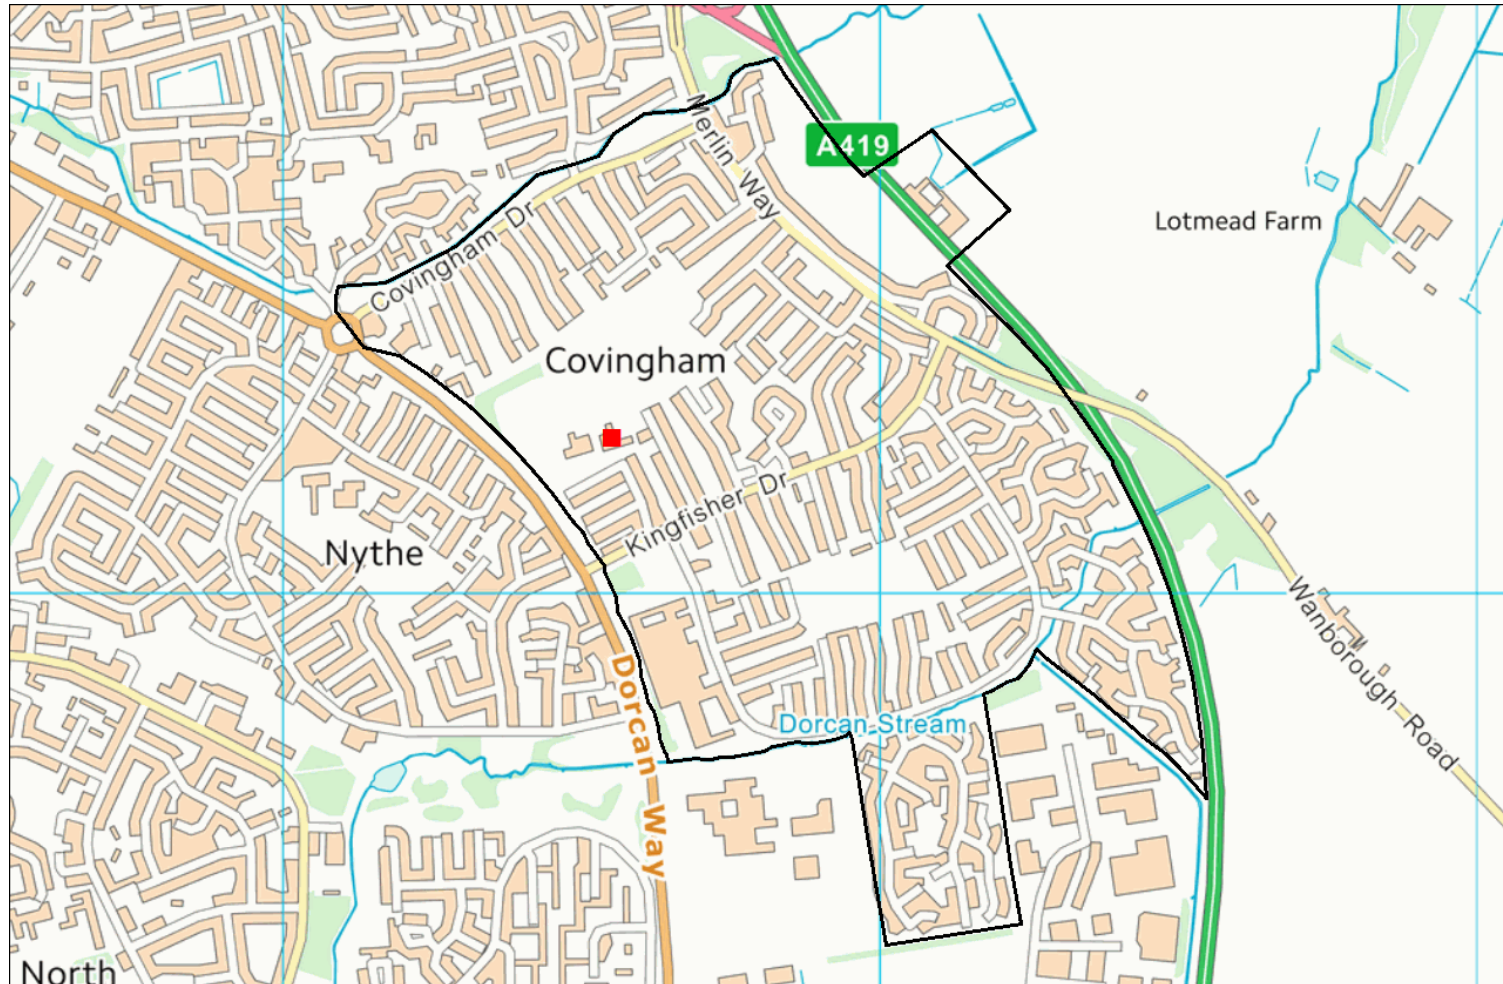 Merlin Way
A419
Covingham Dr
Lotmead Farm
Covingham
Kingfisher Dr
Nythe
Wanborough Road
Dorcan Way
Dorcan Stream
North